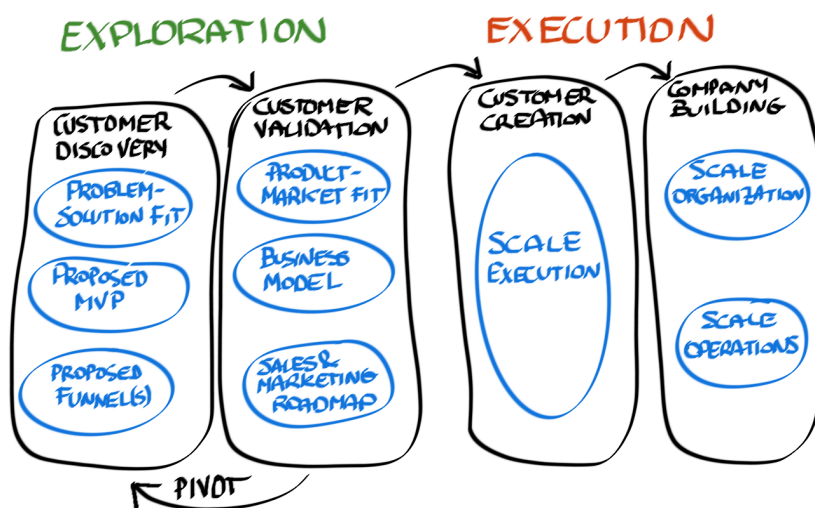 EXPLORATION
EXECUTION
CUSTOMER
DISCOVERY
PROBLEM-
SOLUTION FIT
PROPOSED
MVP
PROPOSED
FUNNEL(S)
CUSTOMER
VALIDATION
PRODUCT-
MARKET FIT
BUSINESS
MODEL
SALES &
MARKETING
ROADMAP
PIVOT
CUSTOMER
CREATION
SCALE
EXECUTION
COMPANY
BUILDING
SCALE
ORGANIZATION
SCALE
OPERATIONS